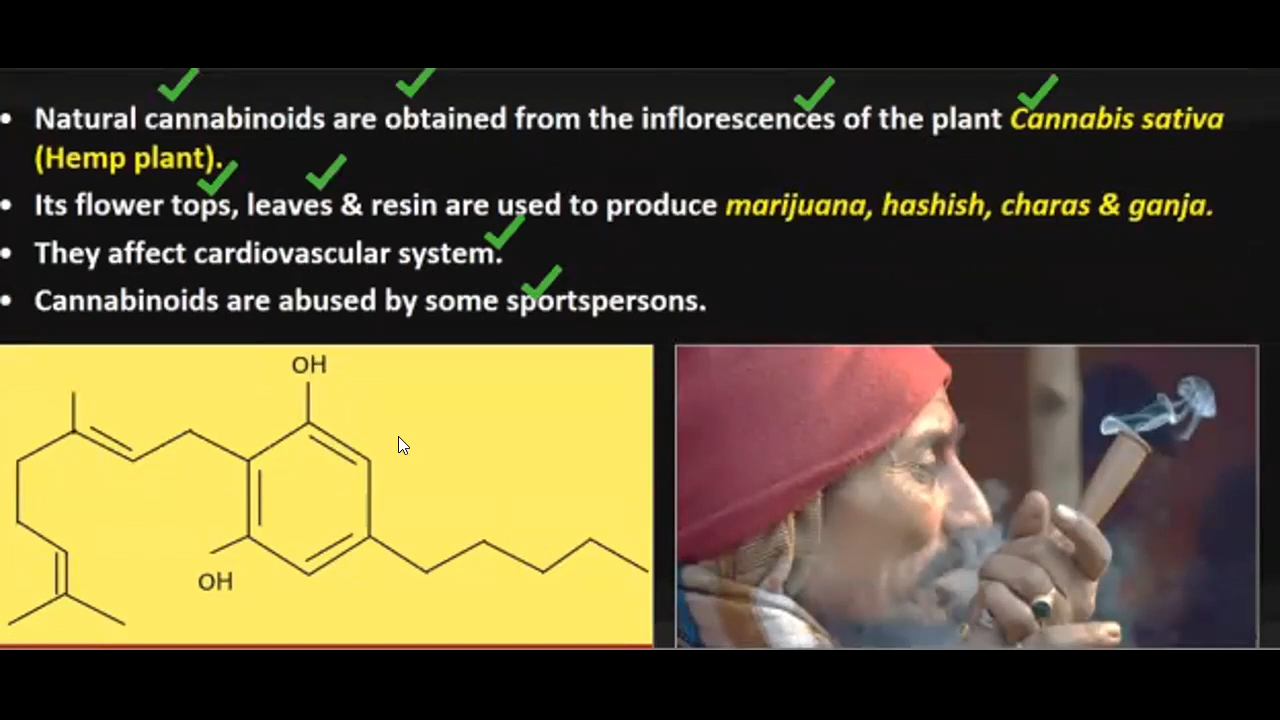 • Natural cannabinoids are obtained from the inflorescences of the plant Cannabis sativa
(Hemp plant).
• Its flower tops, leaves & resin are used to produce marijuana, hashish, charas & ganja.
• They affect cardiovascular system.
• Cannabinoids are abused by some sportspersons.
OH
OH